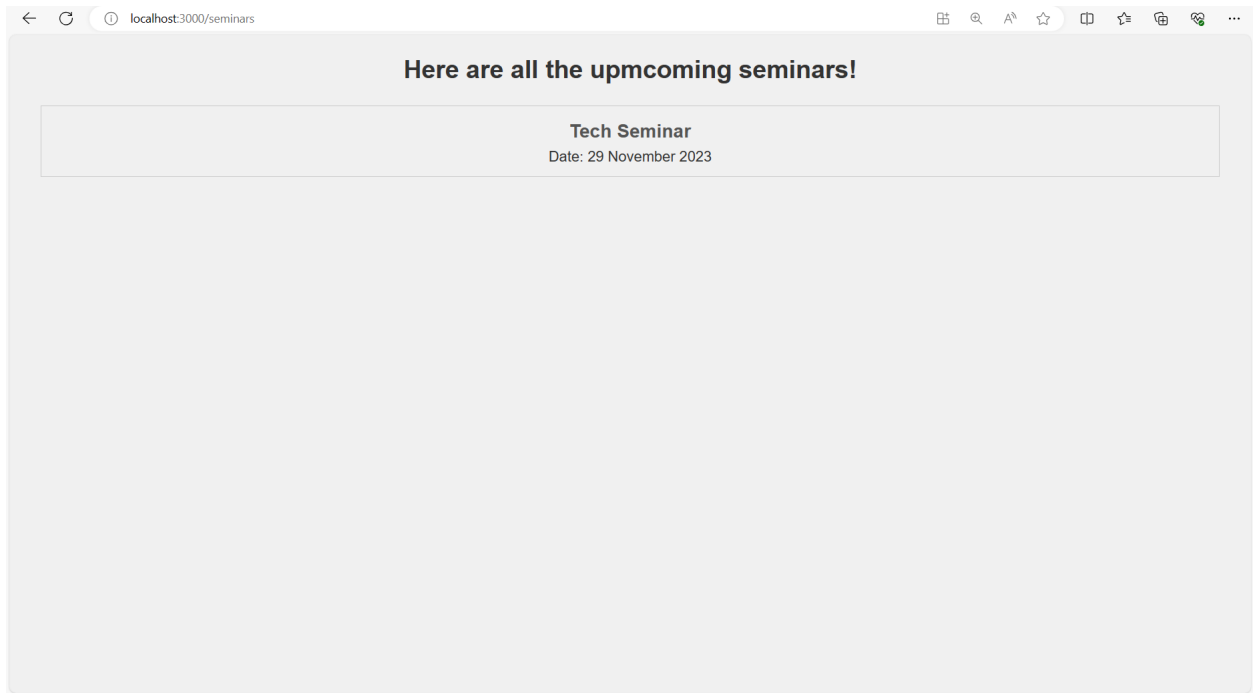 localhost:3000/seminars
Here are all the upmcoming seminars!
Tech Seminar
Date: 29 November 2023